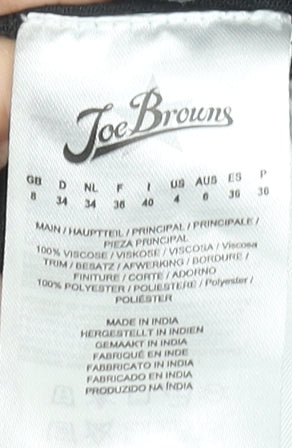 Joe Browns
GB D NL F I US AUS ES P
8 34 34 36 40 4 6 36 36
MAIN / HAUPTTEIL / PRINCIPAL / PRINCIPALE /
PIEZA PRINCIPAL
100% VISCOSE / VISKOSE / VISCOSA / Viscosa
TRIM / BESATZ / AFWERKING / BORDURE /
FINITURE / CORTE / ADORNO
100% POLYESTER / POLIESTERE / Polyester /
POLIÉSTER
MADE IN INDIA
HERGESTELLT IN INDIEN
GEMAAKT IN INDIA
FABRIQUÉ EN INDE
FABBRICATO IN INDIA
FABRICADO EN INDIA
PRODUZIDO NA ÍNDIA